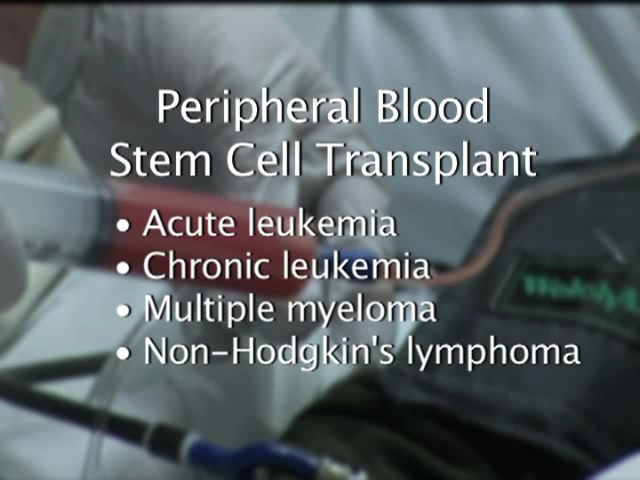 Peripheral Blood
Stem Cell Transplant
• Acute leukemia
• Chronic leukemia
• Multiple myeloma
• Non-Hodgkin's lymphoma